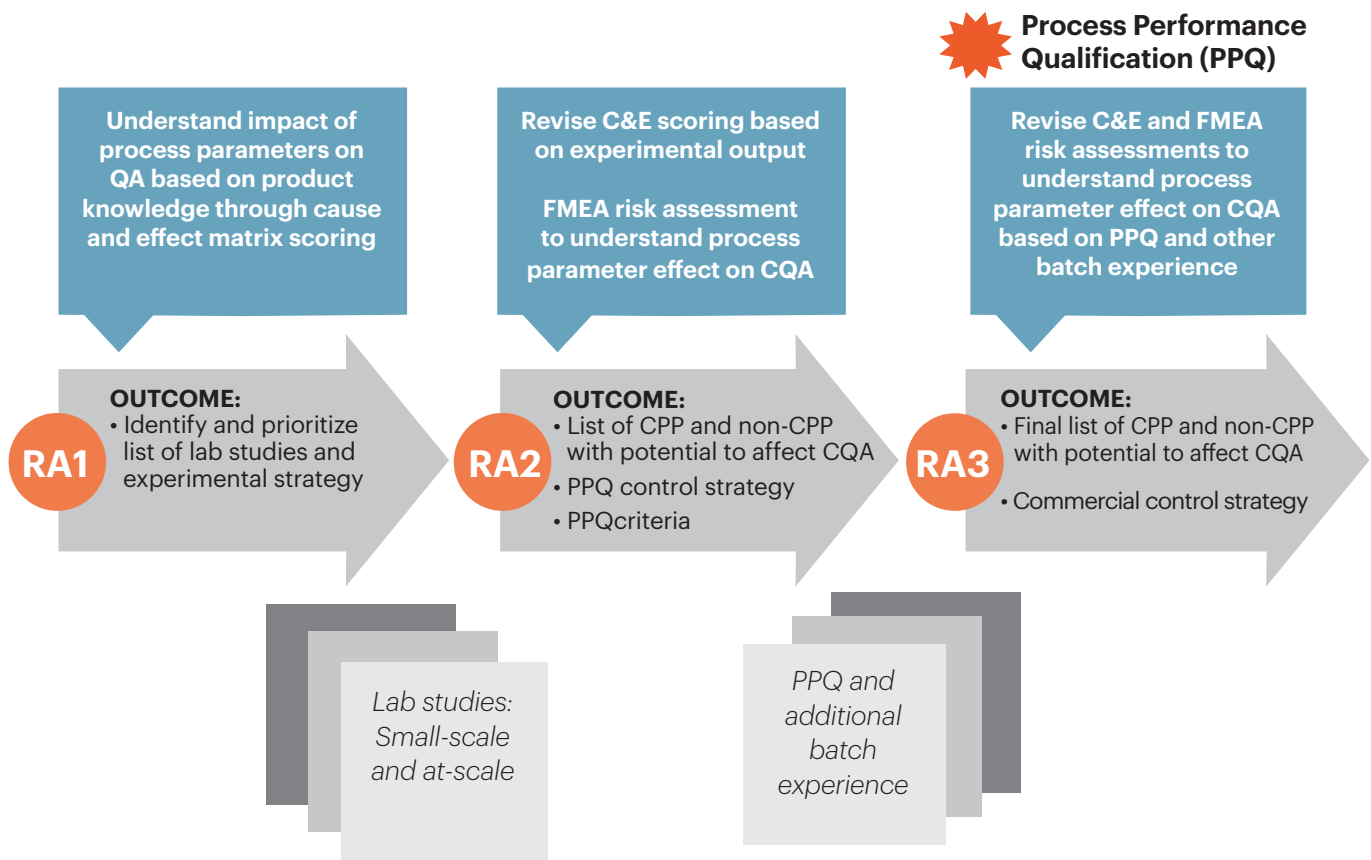 Process Performance
Qualification (PPQ)
Understand impact of
process parameters on
QA based on product
knowledge through cause
and effect matrix scoring
Revise C&E scoring based
on experimental output
FMEA risk assessment
to understand process
parameter effect on CQA
Revise C&E and FMEA
risk assessments to
understand process
parameter effect on CQA
based on PPQ and other
batch experience
RA1
OUTCOME:
• Identify and prioritize
list of lab studies and
experimental strategy
RA2
OUTCOME:
• List of CPP and non-CPP
with potential to affect CQA
• PPQ control strategy
• PPQcriteria
RA3
OUTCOME:
• Final list of CPP and non-CPP
with potential to affect CQA
• Commercial control strategy
Lab studies:
Small-scale
and at-scale
PPQ and
additional
batch
experience